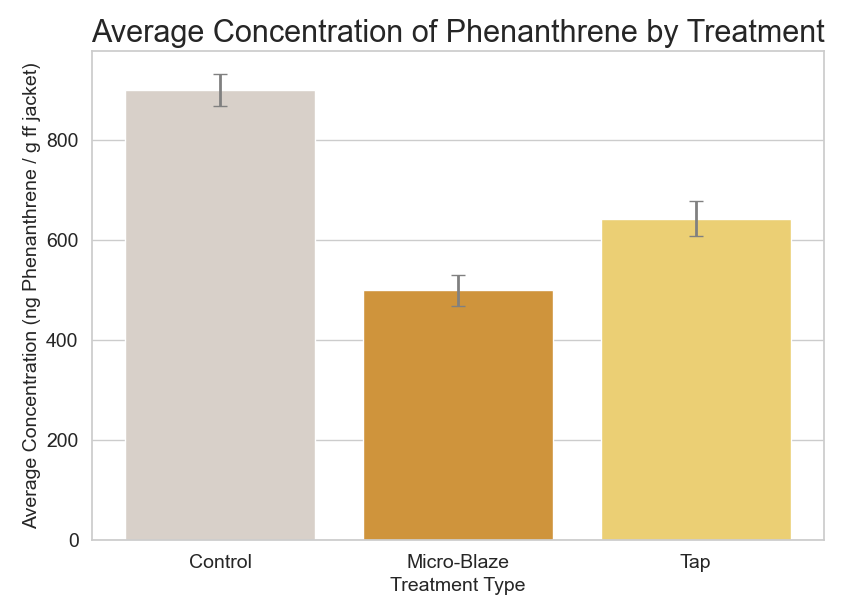 Average Concentration of Phenanthrene by Treatment
Average Concentration (ng Phenanthrene / g ff jacket)
800
600
400
200
0
Control
Micro-Blaze
Tap
Treatment Type